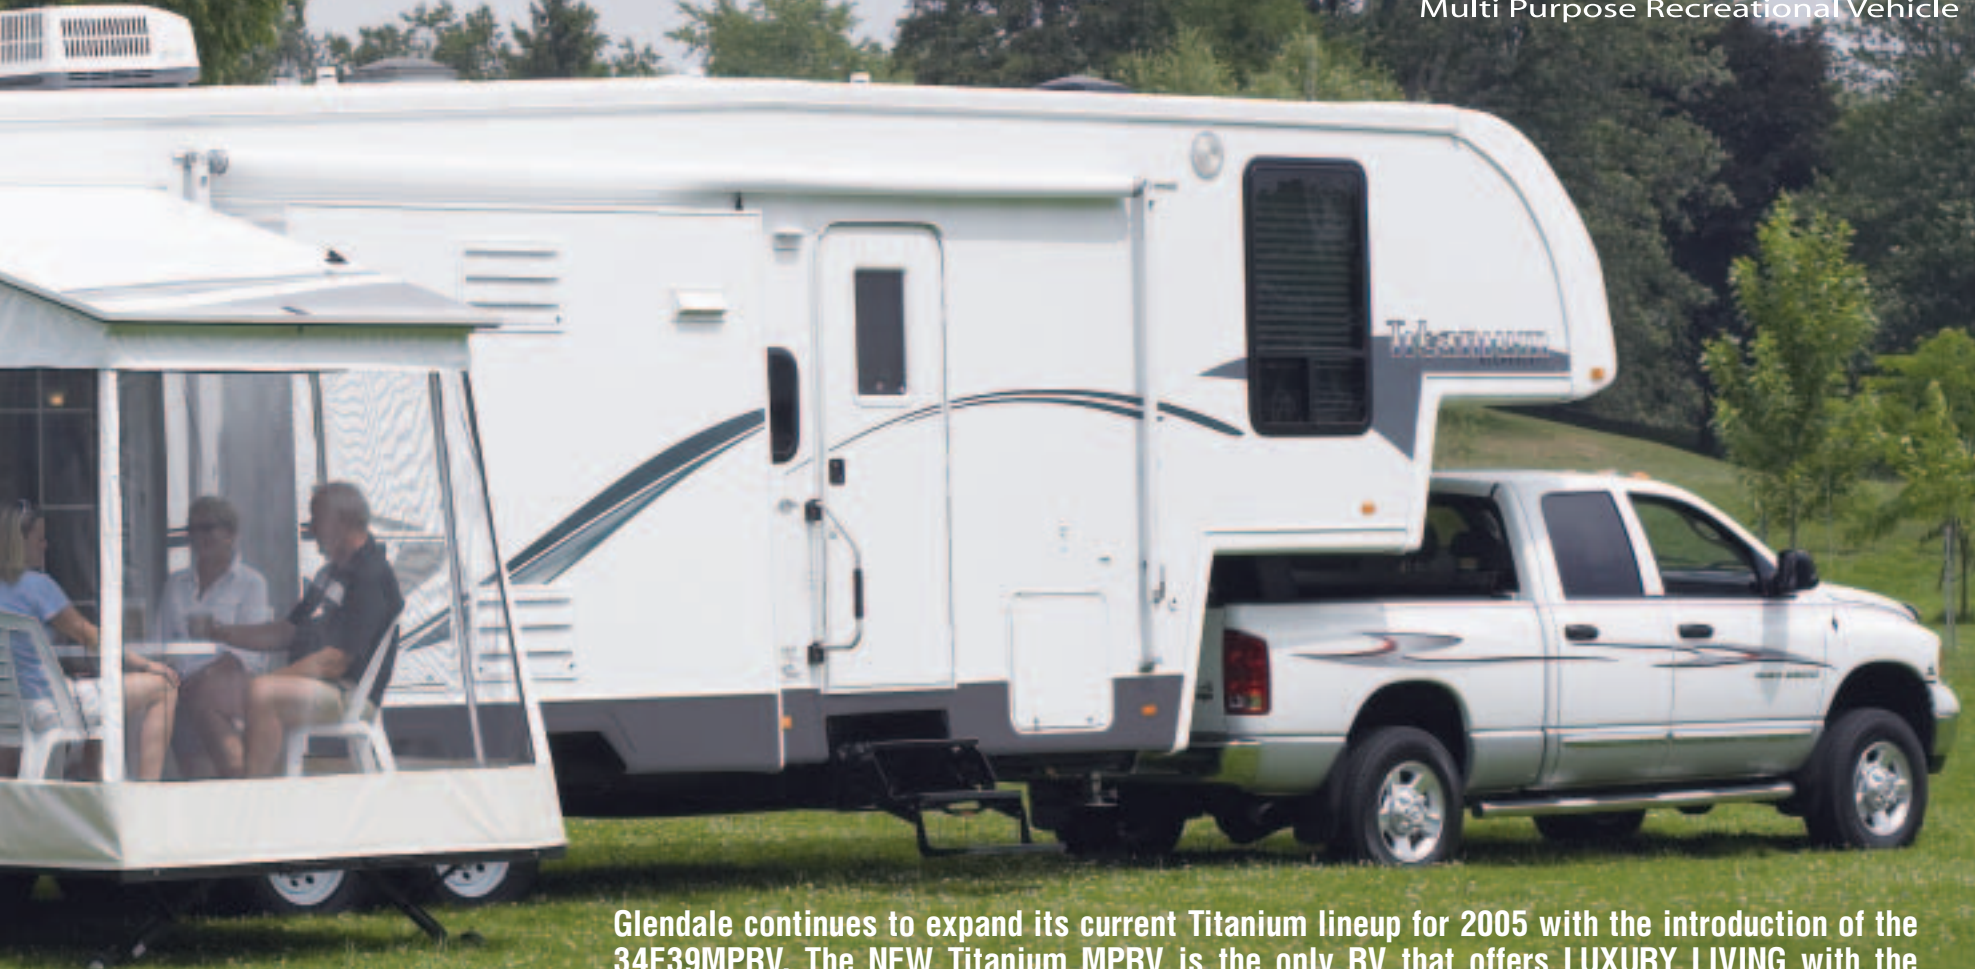 Multi Purpose Recreational Vehicle
Titanium
Glendale continues to expand its current Titanium lineup for 2005 with the introduction of the
34E39MPRV. The NEW Titanium MPRV is the only RV that offers LUXURY LIVING with the